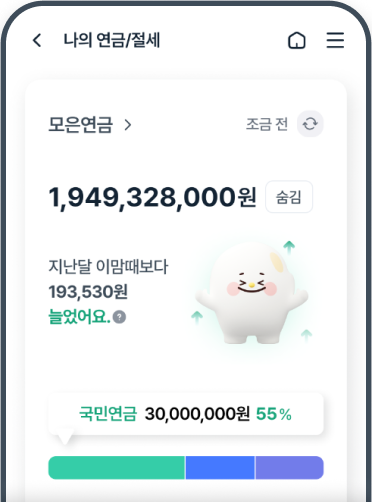 나의 연금/절세
모은연금
조금 전
1,949,328,000원
숨김
지난달 이맘때보다
193,530원
늘었어요.
?
국민연금 30,000,000원 55%